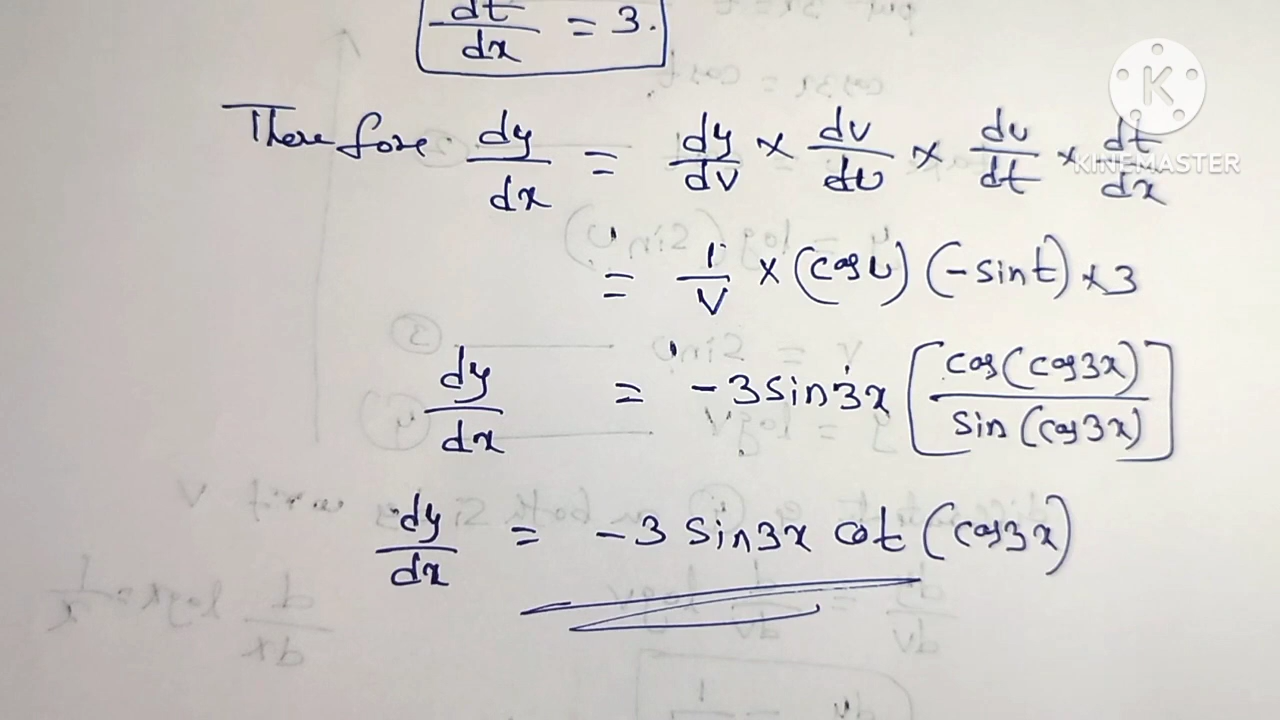 dt/dx = 3.
KINEMASTER
Therefore dy/dx = dy/dv × dv/du × du/dt × dt/dx
= 1/v × (cos u) (-sin t) × 3
dy/dx = -3 sin 3x [cos(cos 3x)/sin(cos 3x)]
dy/dx = -3 sin 3x cot (cos 3x)